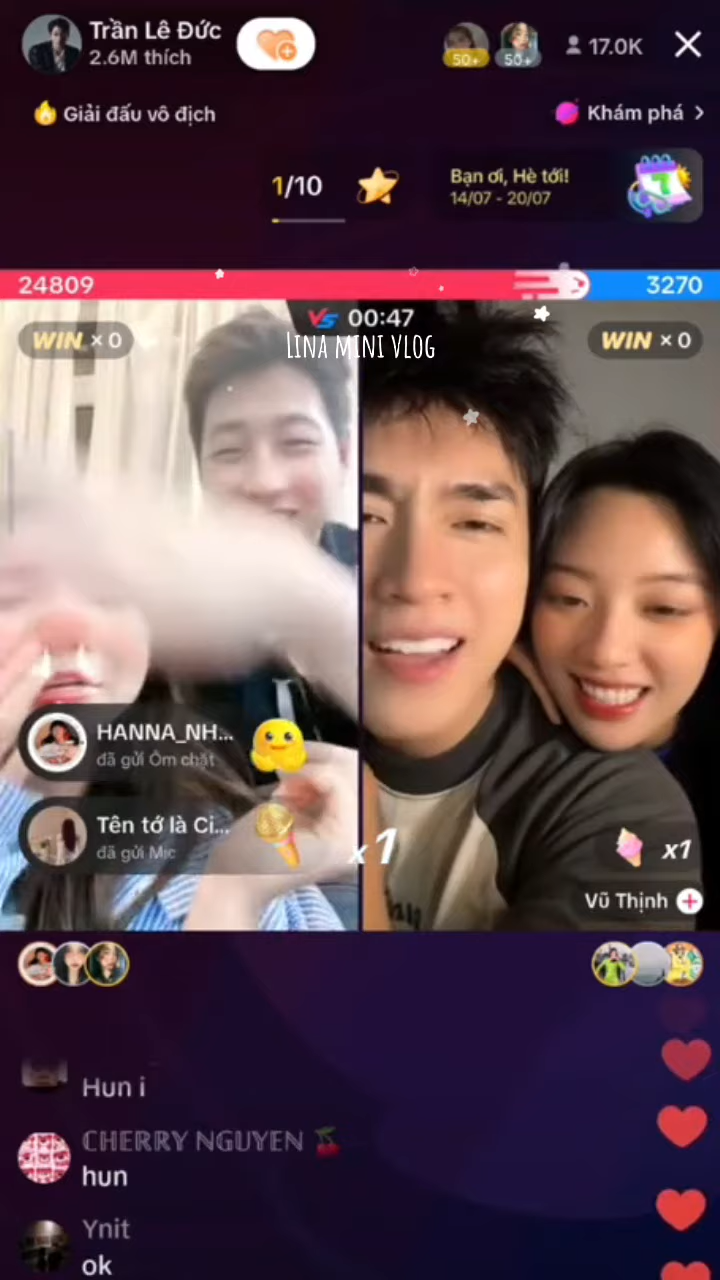 Trần Lê Đức
2.6M thích
50+
50+
17.0K
Giải đấu vô địch
Khám phá >
1/10
Bạn ơi, Hè tới!
14/07 - 20/07
7
24809
3270
WIN × 0
VS 00:47
WIN × 0
LINA MINI VLOG
HANNA_NH...
đã gửi Ôm chặt
Tên tớ là Ci...
đã gửi Mic
x1
x1
Vũ Thịnh
Hun i
CHERRY NGUYEN
hun
Ynit
ok